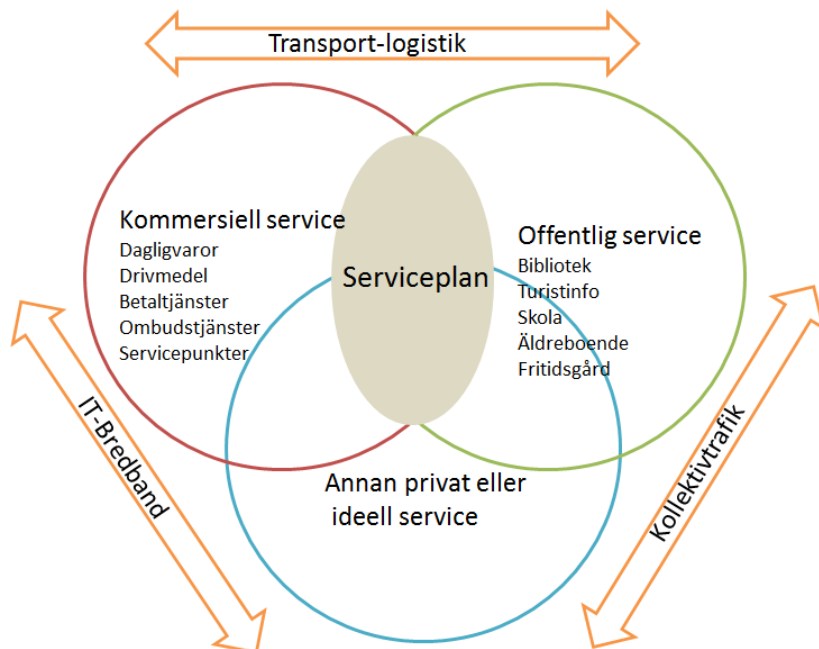 Transport-logistik
Kommersiell service
Dagligvaror
Drivmedel
Betaltjänster
Ombudstjänster
Servicepunkter
Serviceplan
Offentlig service
Bibliotek
Turistinfo
Skola
Äldreboende
Fritidsgård
IT-Bredband
Annan privat eller
ideell service
Kollektivtrafik